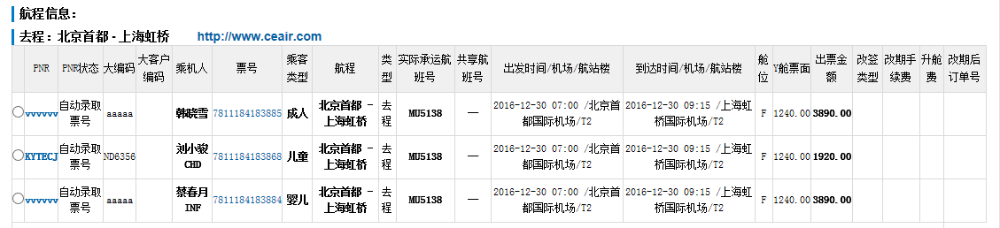 航程信息：
去程：北京首都 - 上海虹桥 http://www.ceair.com
PNR PNR状态 大编码 大客户编码 乘机人 票号 乘客类型 航程 类型 实际承运航班号 共享航班号 出发时间/机场/航站楼 到达时间/机场/航站楼 舱位 Y舱票面 出票金额 改签类型 改期手续费 升舱费 改期后订单号
vvvvvv 自动录取票号 aaaaa 韩晓雪 7811184183885 成人 北京首都 - 上海虹桥 去程 MU5138 — 2016-12-30 07:00 /北京首都国际机场/T2 2016-12-30 09:15 /上海虹桥国际机场/T2 F 1240.00 3890.00
KYTECJ 自动录取票号 ND6356 刘小骏 CHD 7811184183868 儿童 北京首都 - 上海虹桥 去程 MU5138 — 2016-12-30 07:00 /北京首都国际机场/T2 2016-12-30 09:15 /上海虹桥国际机场/T2 F 1240.00 1920.00
vvvvvv 自动录取票号 aaaaa 蔡春月 INF 7811184183884 婴儿 北京首都 - 上海虹桥 去程 MU5138 — 2016-12-30 07:00 /北京首都国际机场/T2 2016-12-30 09:15 /上海虹桥国际机场/T2 F 1240.00 3890.00